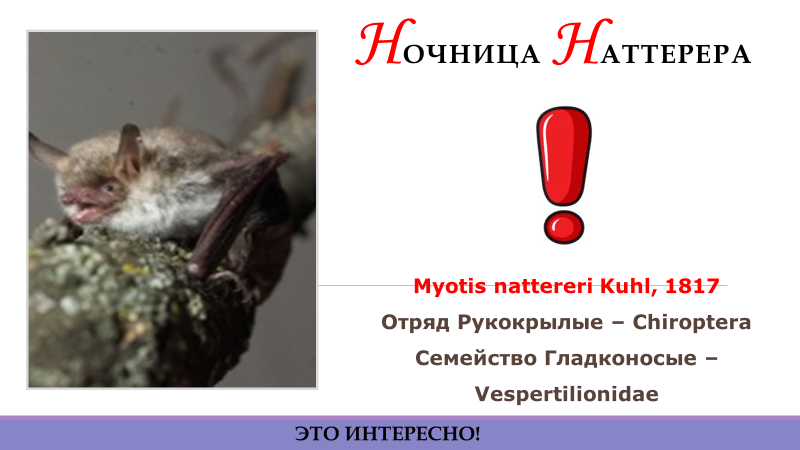 Ночница Наттерера
Myotis nattereri Kuhl, 1817
Отряд Рукокрылые – Chiroptera
Семейство Гладконосые –
Vespertilionidae
ЭТО ИНТЕРЕСНО!